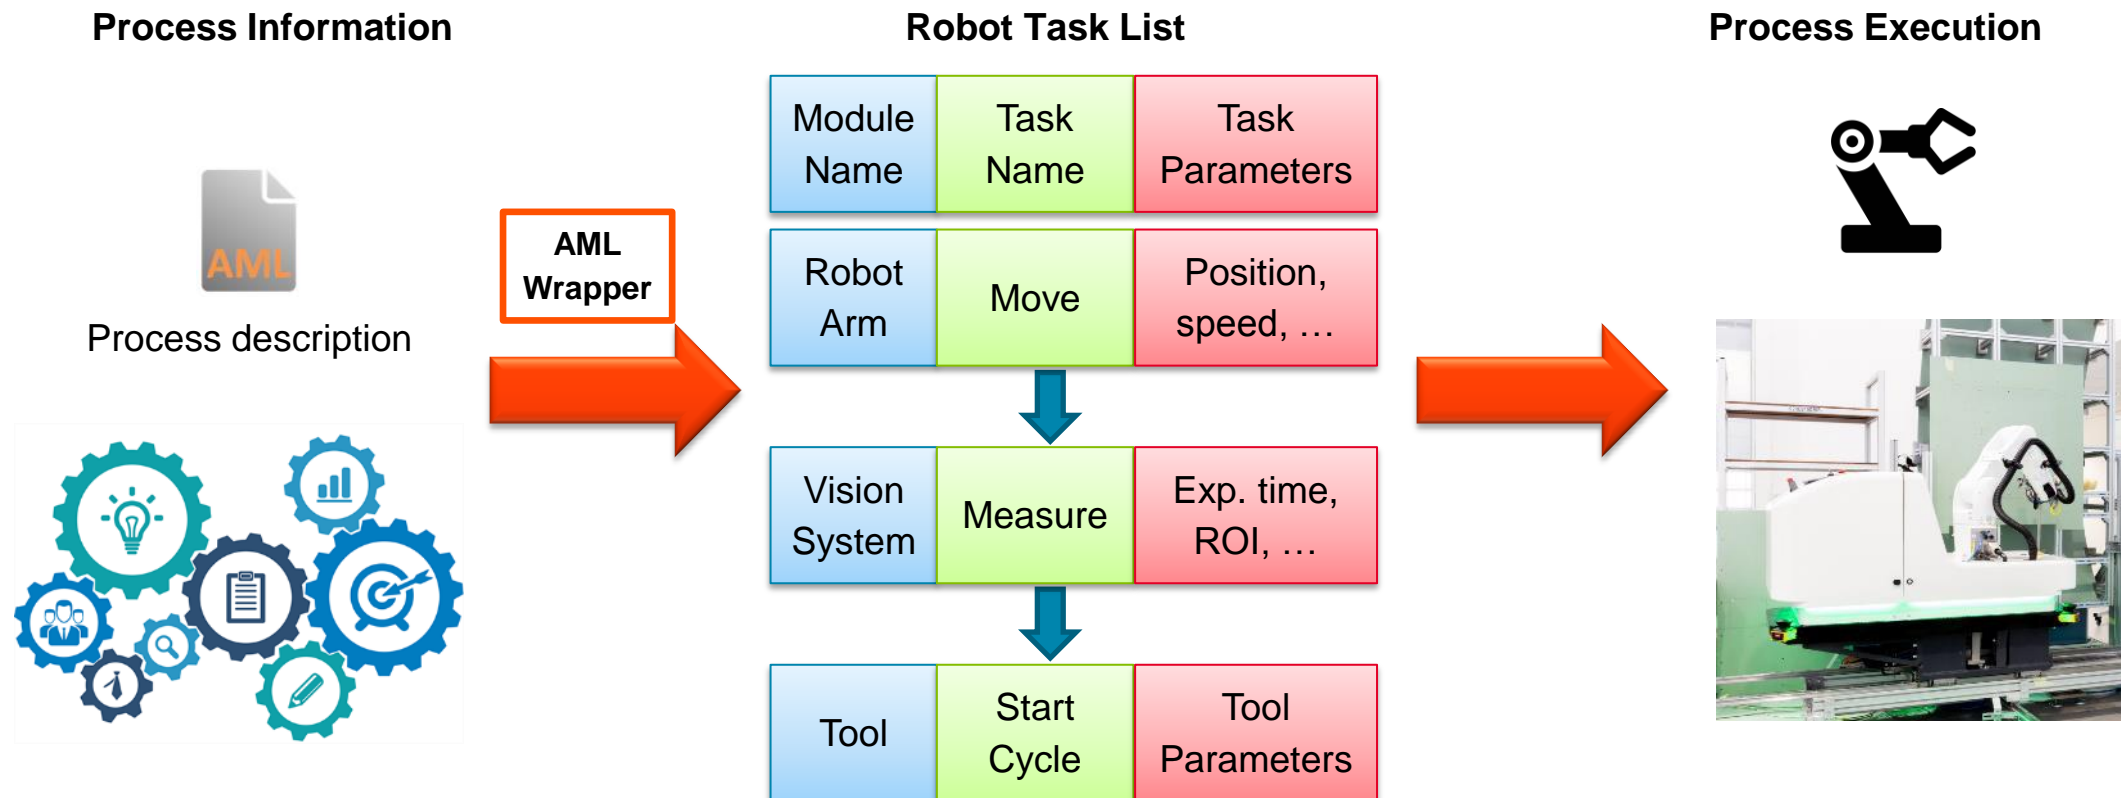 Process Information
Robot Task List
Process Execution
Module
Name
Task
Name
Task
Parameters
AML
Process description
AML
Wrapper
Robot
Arm
Move
Position,
speed, …
Vision
System
Measure
Exp. time,
ROI, …
Tool
Start
Cycle
Tool
Parameters